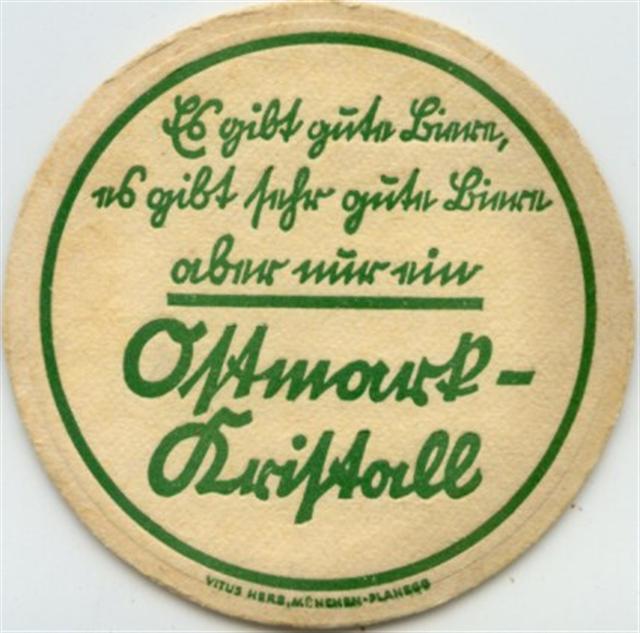 Es gibt gute Biere,
es gibt sehr gute Biere
aber nur ein
Ostmark-
Kristall
VITUS HERB, MÜNCHEN-PLANEGG